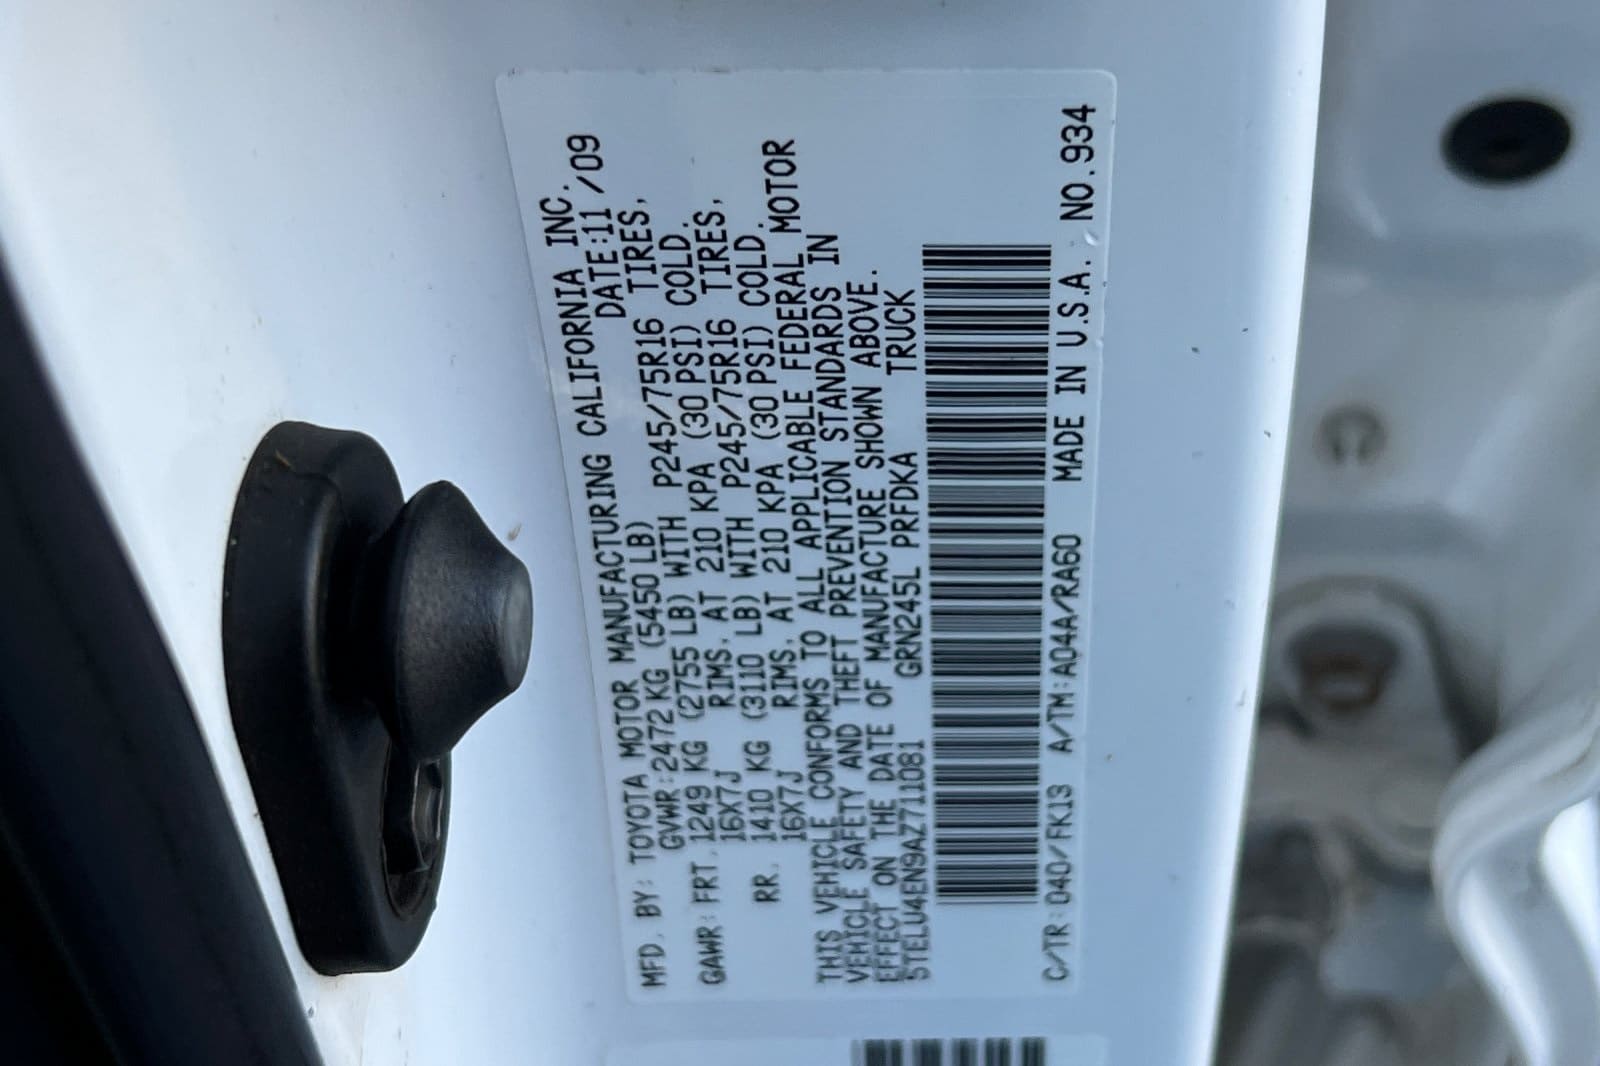 MFD. BY: TOYOTA MOTOR MANUFACTURING CALIFORNIA INC.
GVWR:2472 KG (5450 LB) DATE:11 /09
GAWR: FRT. 1249 KG (2755 LB) WITH P245/75R16 TIRES,
16X7J RIMS, AT 210 KPA (30 PSI) COLD.
RR. 1410 KG (3110 LB) WITH P245/75R16 TIRES,
16X7J RIMS, AT 210 KPA (30 PSI) COLD.
THIS VEHICLE CONFORMS TO ALL APPLICABLE FEDERAL MOTOR
VEHICLE SAFETY AND THEFT PREVENTION STANDARDS IN
EFFECT ON THE DATE OF MANUFACTURE SHOWN ABOVE.
5TELU4EN9AZ711081 GRN245L PRFDKA TRUCK
C/TR:040/FK13 A/TM:A04A/RA60 MADE IN U.S.A. NO.934